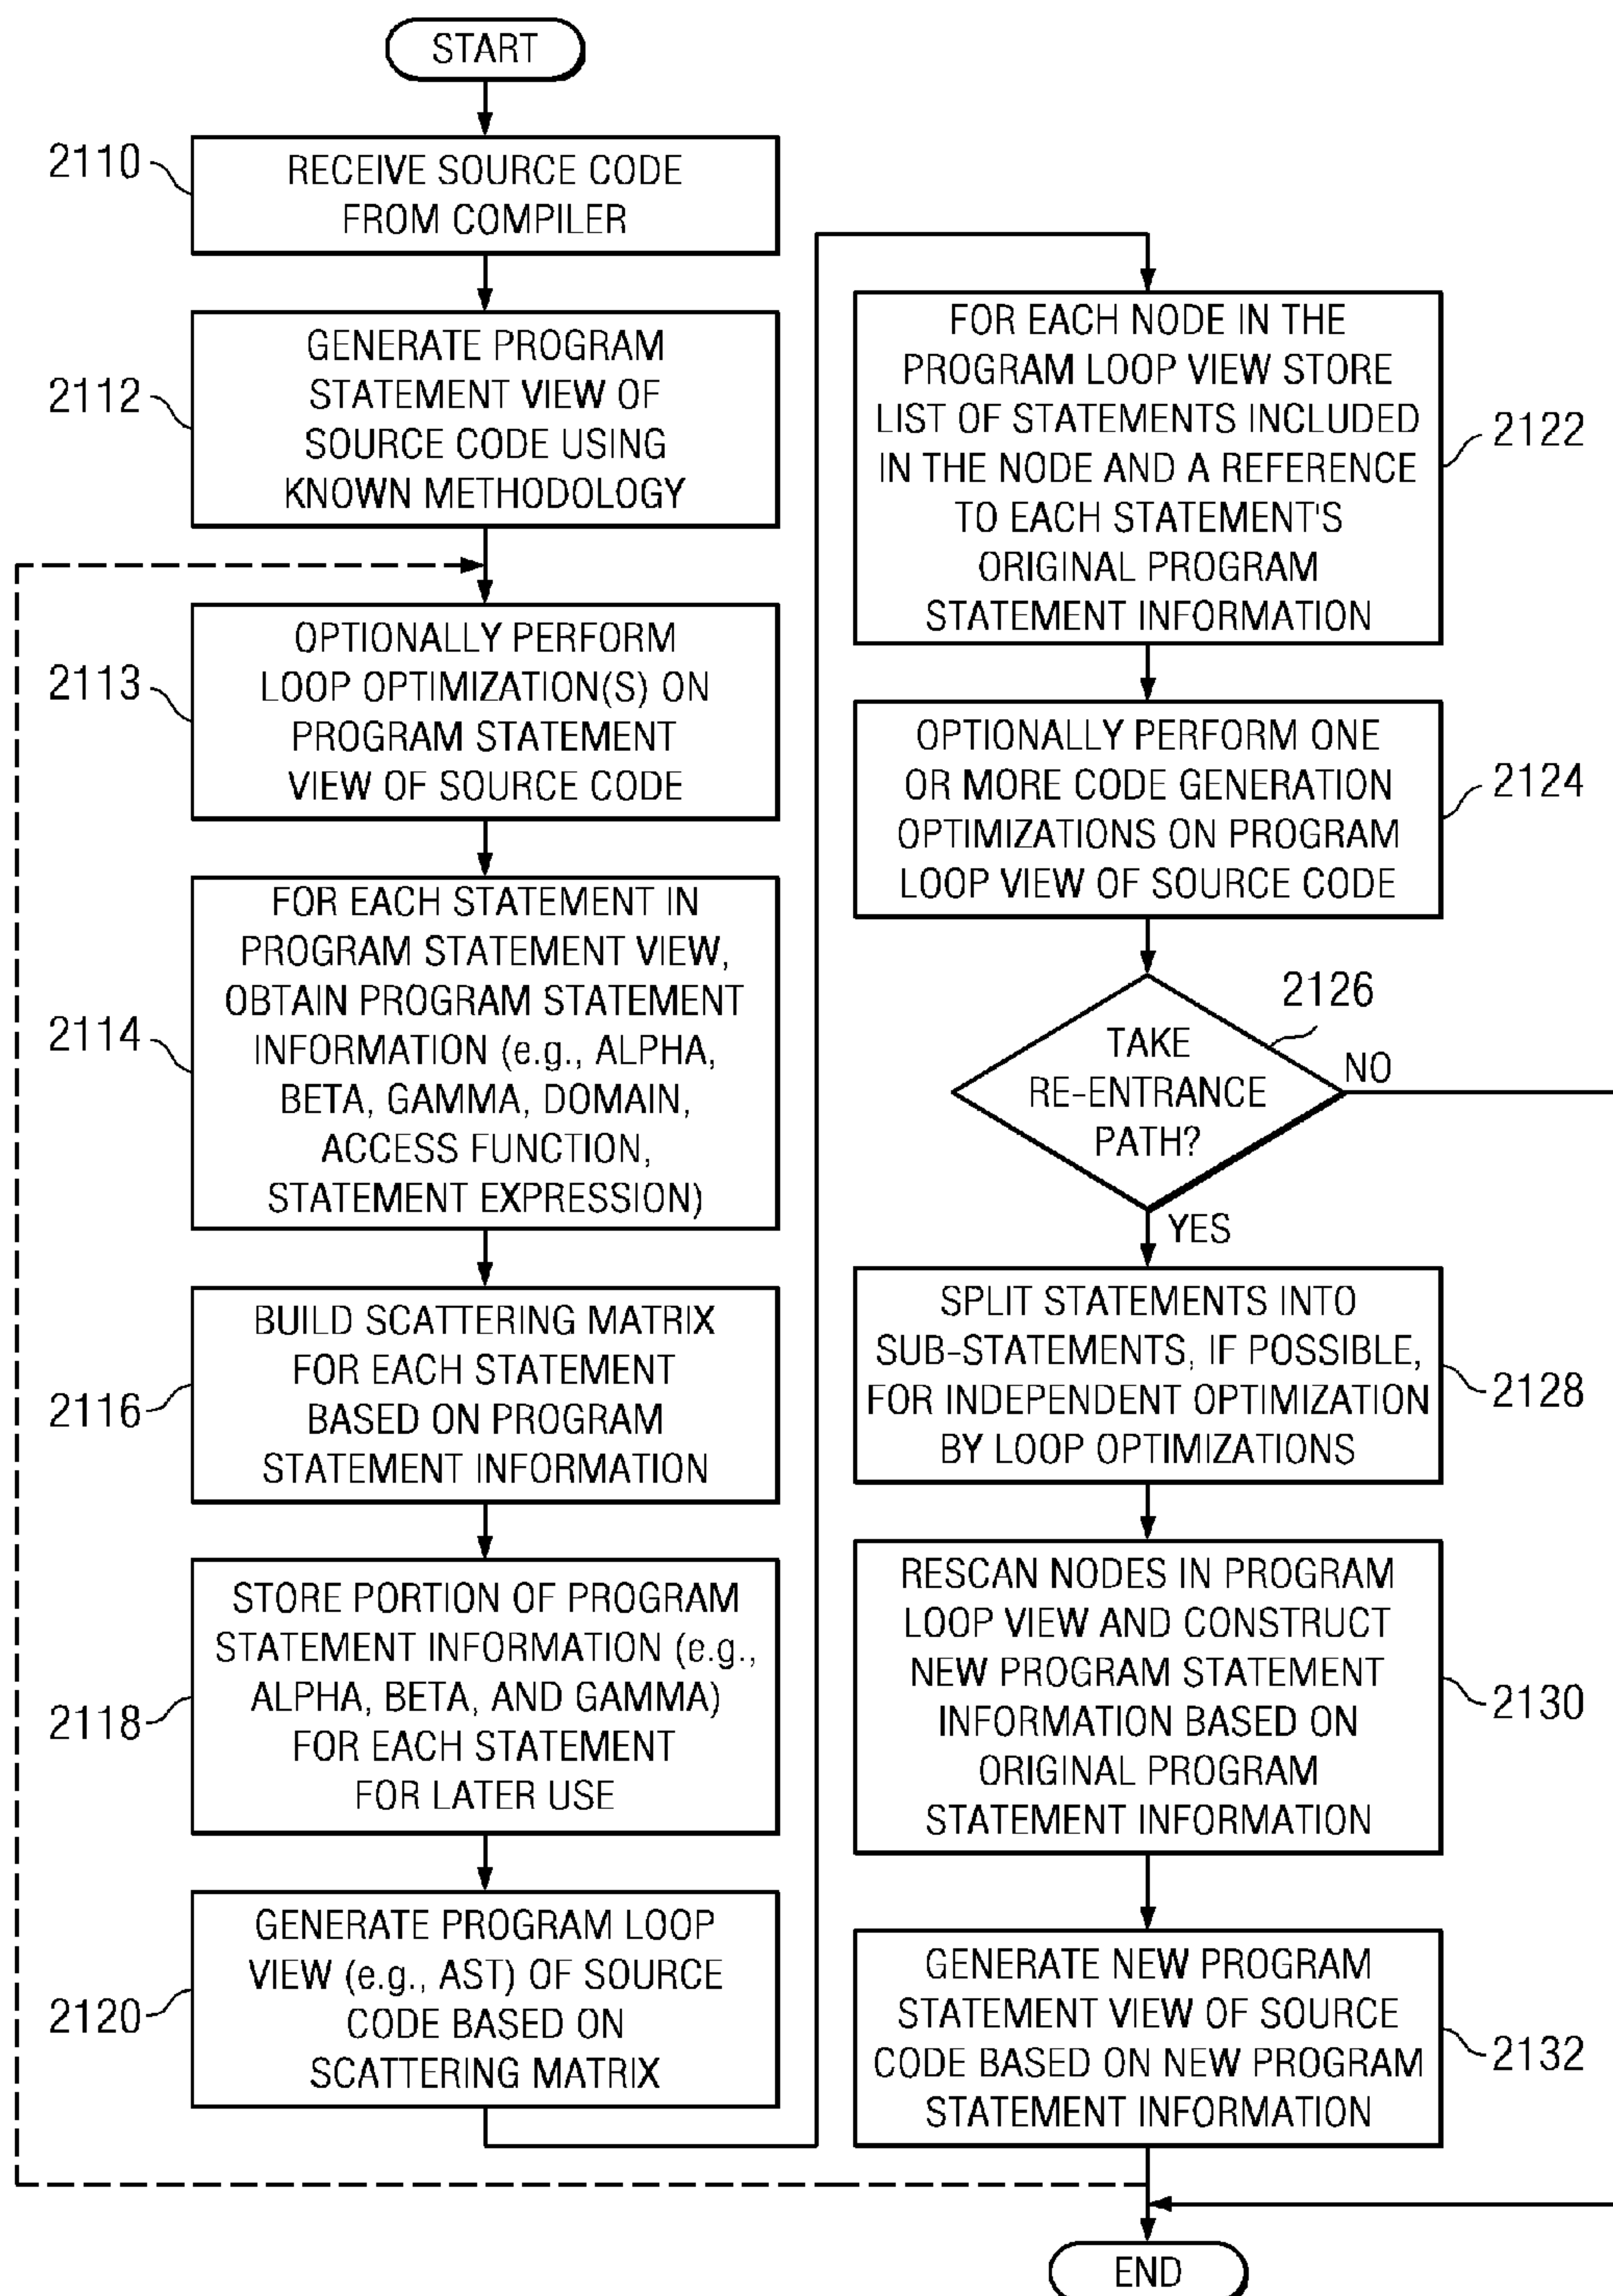 START
2110
RECEIVE SOURCE CODE
FROM COMPILER
2112
GENERATE PROGRAM
STATEMENT VIEW OF
SOURCE CODE USING
KNOWN METHODOLOGY
2113
OPTIONALLY PERFORM
LOOP OPTIMIZATION(S) ON
PROGRAM STATEMENT
VIEW OF SOURCE CODE
2114
FOR EACH STATEMENT IN
PROGRAM STATEMENT VIEW,
OBTAIN PROGRAM STATEMENT
INFORMATION (e.g., ALPHA,
BETA, GAMMA, DOMAIN,
ACCESS FUNCTION,
STATEMENT EXPRESSION)
2116
BUILD SCATTERING MATRIX
FOR EACH STATEMENT
BASED ON PROGRAM
STATEMENT INFORMATION
2118
STORE PORTION OF PROGRAM
STATEMENT INFORMATION (e.g.,
ALPHA, BETA, AND GAMMA)
FOR EACH STATEMENT
FOR LATER USE
2120
GENERATE PROGRAM LOOP
VIEW (e.g., AST) OF SOURCE
CODE BASED ON
SCATTERING MATRIX
FOR EACH NODE IN THE
PROGRAM LOOP VIEW STORE
LIST OF STATEMENTS INCLUDED
IN THE NODE AND A REFERENCE
TO EACH STATEMENT'S
ORIGINAL PROGRAM
STATEMENT INFORMATION
2122
OPTIONALLY PERFORM ONE
OR MORE CODE GENERATION
OPTIMIZATIONS ON PROGRAM
LOOP VIEW OF SOURCE CODE
2124
2126
TAKE
RE-ENTRANCE
PATH?
NO
YES
SPLIT STATEMENTS INTO
SUB-STATEMENTS, IF POSSIBLE,
FOR INDEPENDENT OPTIMIZATION
BY LOOP OPTIMIZATIONS
2128
RESCAN NODES IN PROGRAM
LOOP VIEW AND CONSTRUCT
NEW PROGRAM STATEMENT
INFORMATION BASED ON
ORIGINAL PROGRAM
STATEMENT INFORMATION
2130
GENERATE NEW PROGRAM
STATEMENT VIEW OF SOURCE
CODE BASED ON NEW PROGRAM
STATEMENT INFORMATION
2132
END